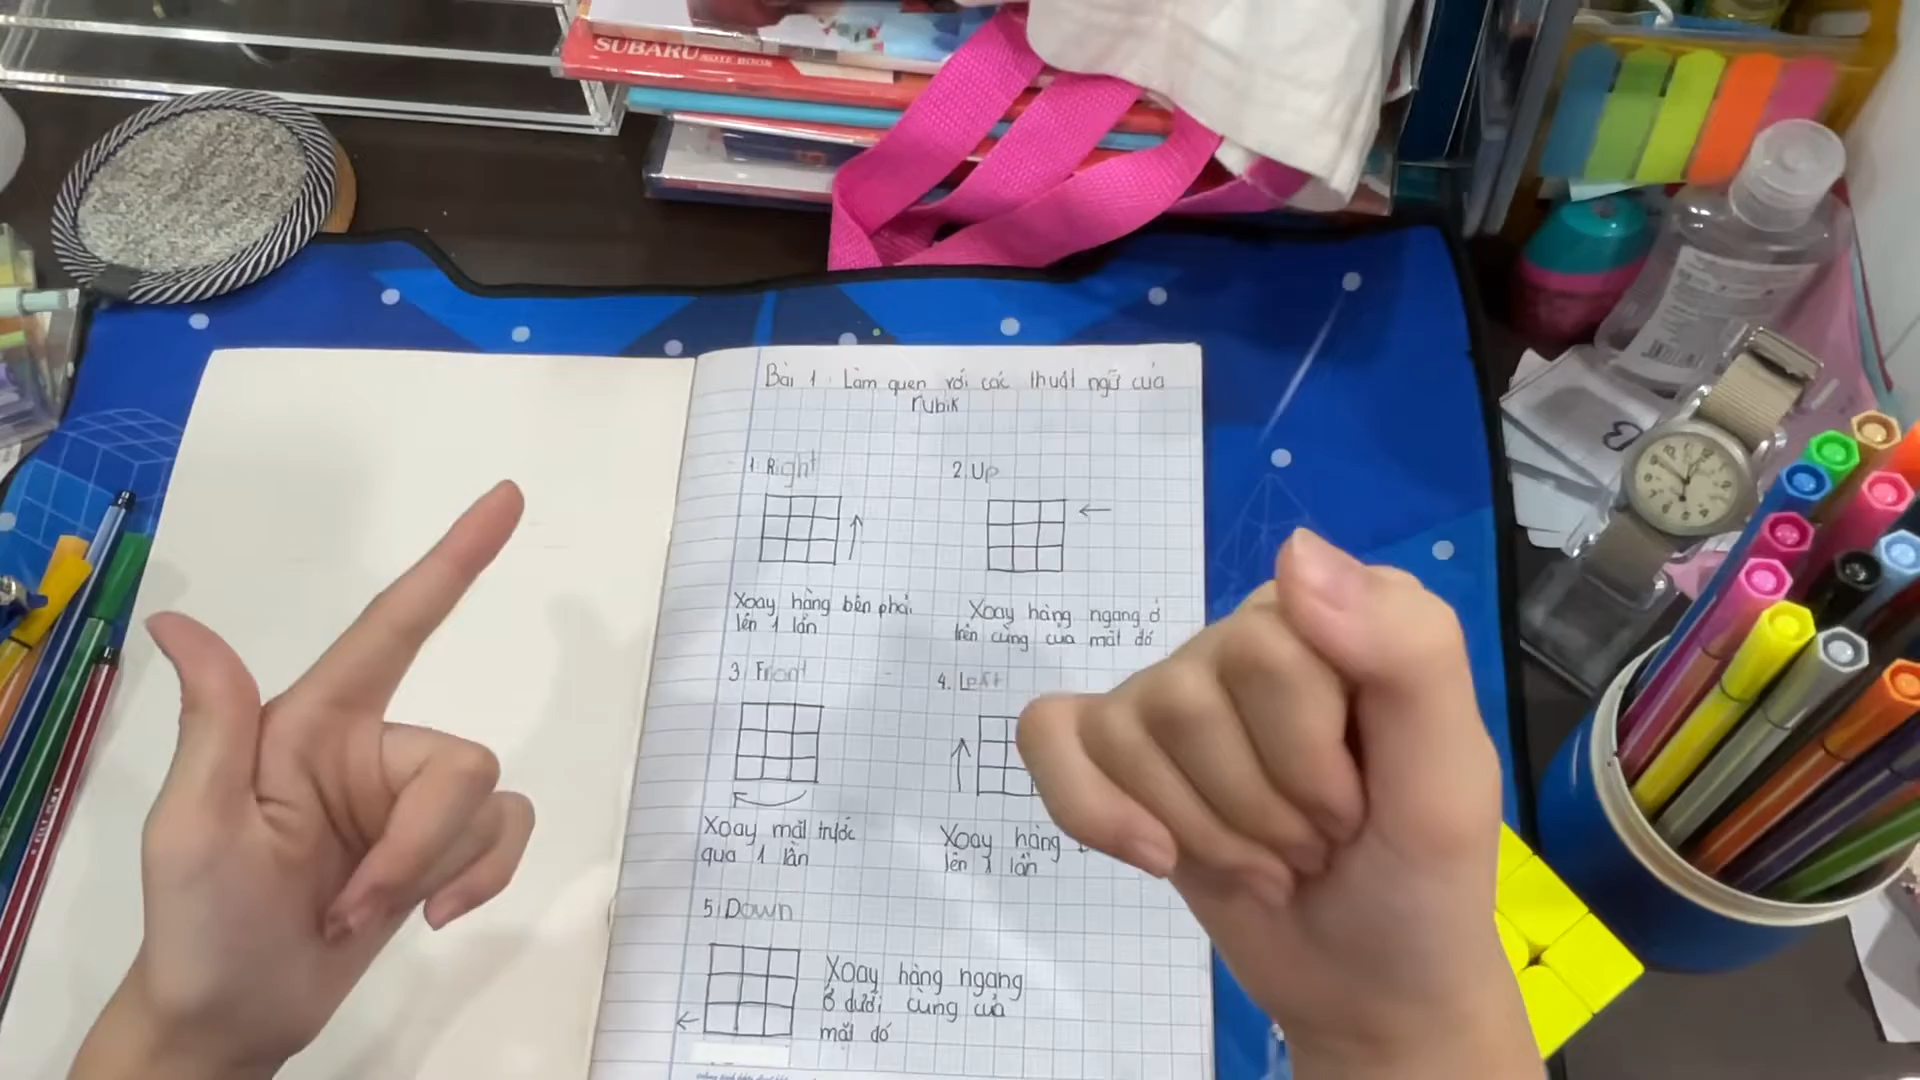 SUBARU NOTE BOOK
Bài 1: Làm quen với các thuật ngữ của
rubik
1. Right
2. Up
Xoay hàng bên phải
lên 1 lần
Xoay hàng ngang ở
trên cùng của mặt đó
3. Front
4. Left
Xoay mặt trước
qua 1 lần
Xoay hàng
lên 1 lần
5. Down
Xoay hàng ngang
ở dưới cùng của
mặt đó